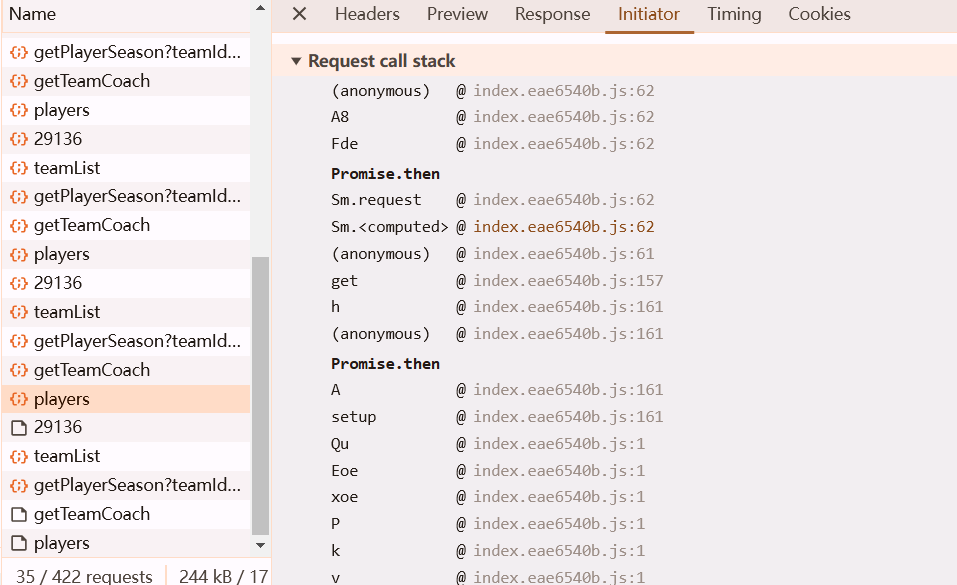 Name
getPlayerSeason?teamId...
getTeamCoach
players
29136
teamList
getPlayerSeason?teamId...
getTeamCoach
players
29136
teamList
getPlayerSeason?teamId...
getTeamCoach
players
29136
teamList
getPlayerSeason?teamId...
getTeamCoach
players
35 / 422 requests 244 kB / 17
Headers Preview Response Initiator Timing Cookies
Request call stack
(anonymous) @ index.eae6540b.js:62
A8 @ index.eae6540b.js:62
Fde @ index.eae6540b.js:62
Promise.then
Sm.request @ index.eae6540b.js:62
Sm.<computed> @ index.eae6540b.js:62
(anonymous) @ index.eae6540b.js:61
get @ index.eae6540b.js:157
h @ index.eae6540b.js:161
(anonymous) @ index.eae6540b.js:161
Promise.then
A @ index.eae6540b.js:161
setup @ index.eae6540b.js:161
Qu @ index.eae6540b.js:1
Eoe @ index.eae6540b.js:1
xoe @ index.eae6540b.js:1
P @ index.eae6540b.js:1
k @ index.eae6540b.js:1
v @ index.eae6540b.js:1